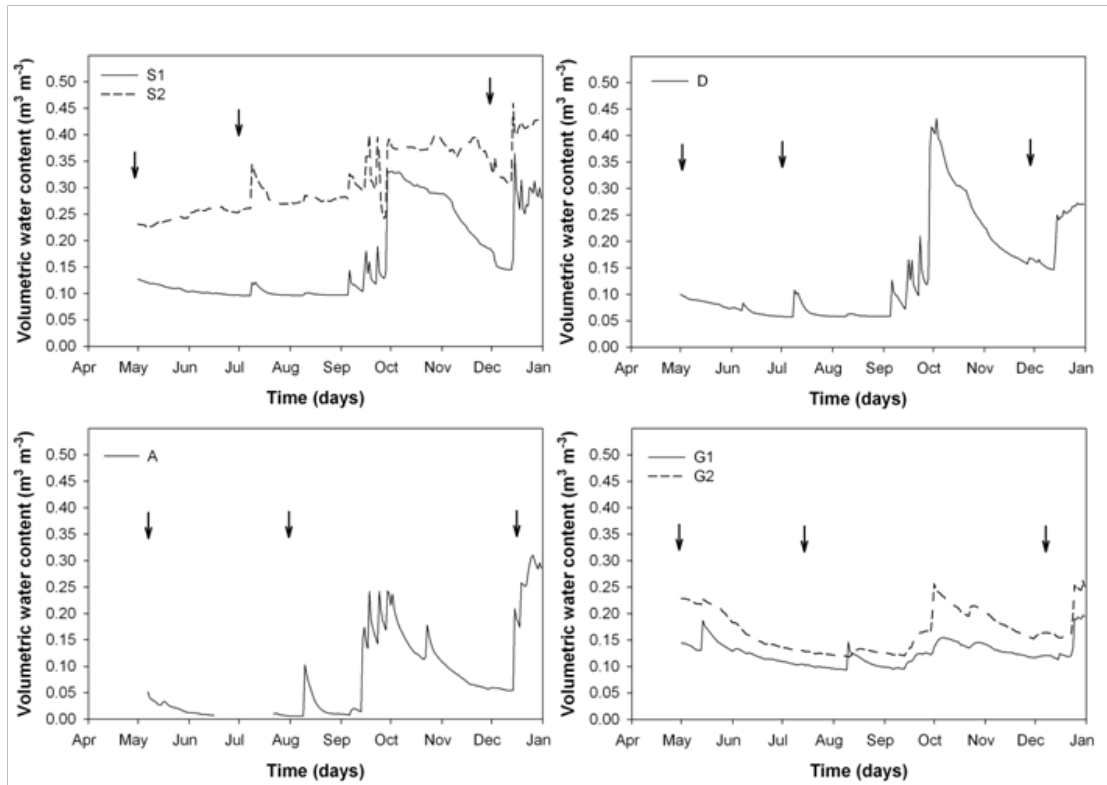 Volumetric water content (m³ m⁻³)
0.50
0.45
0.40
0.35
0.30
0.25
0.20
0.15
0.10
0.05
0.00
S1
S2
Apr May Jun Jul Aug Sep Oct Nov Dec Jan
Time (days)
Volumetric water content (m³ m⁻³)
0.50
0.45
0.40
0.35
0.30
0.25
0.20
0.15
0.10
0.05
0.00
D
Apr May Jun Jul Aug Sep Oct Nov Dec Jan
Time (days)
Volumetric water content (m³ m⁻³)
0.50
0.45
0.40
0.35
0.30
0.25
0.20
0.15
0.10
0.05
0.00
A
Apr May Jun Jul Aug Sep Oct Nov Dec Jan
Time (days)
Volumetric water content (m³ m⁻³)
0.50
0.45
0.40
0.35
0.30
0.25
0.20
0.15
0.10
0.05
0.00
G1
G2
Apr May Jun Jul Aug Sep Oct Nov Dec Jan
Time (days)